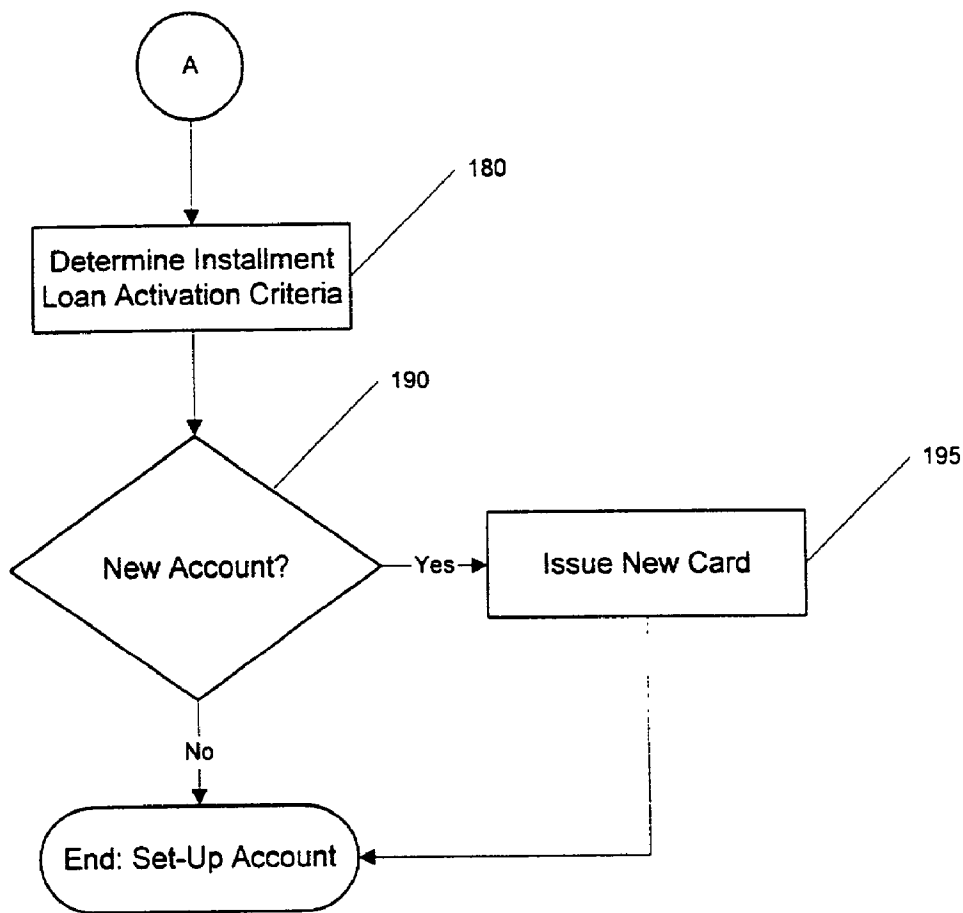 A
180
Determine Installment
Loan Activation Criteria
190
195
New Account?
Yes
Issue New Card
No
End: Set-Up Account